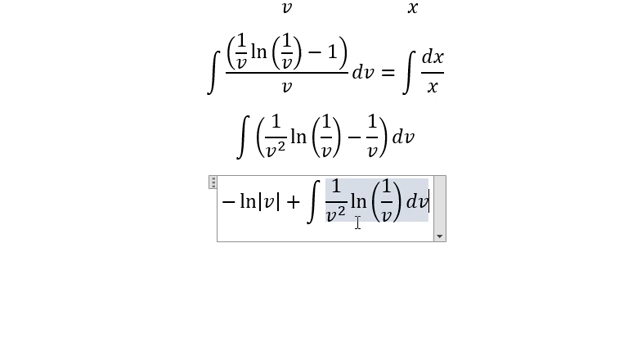 v x
∫ (1/v ln(1/v) − 1)/v dv = ∫ dx/x
∫ (1/v² ln(1/v) − 1/v) dv
− ln|v| + ∫ 1/v² ln(1/v) dv